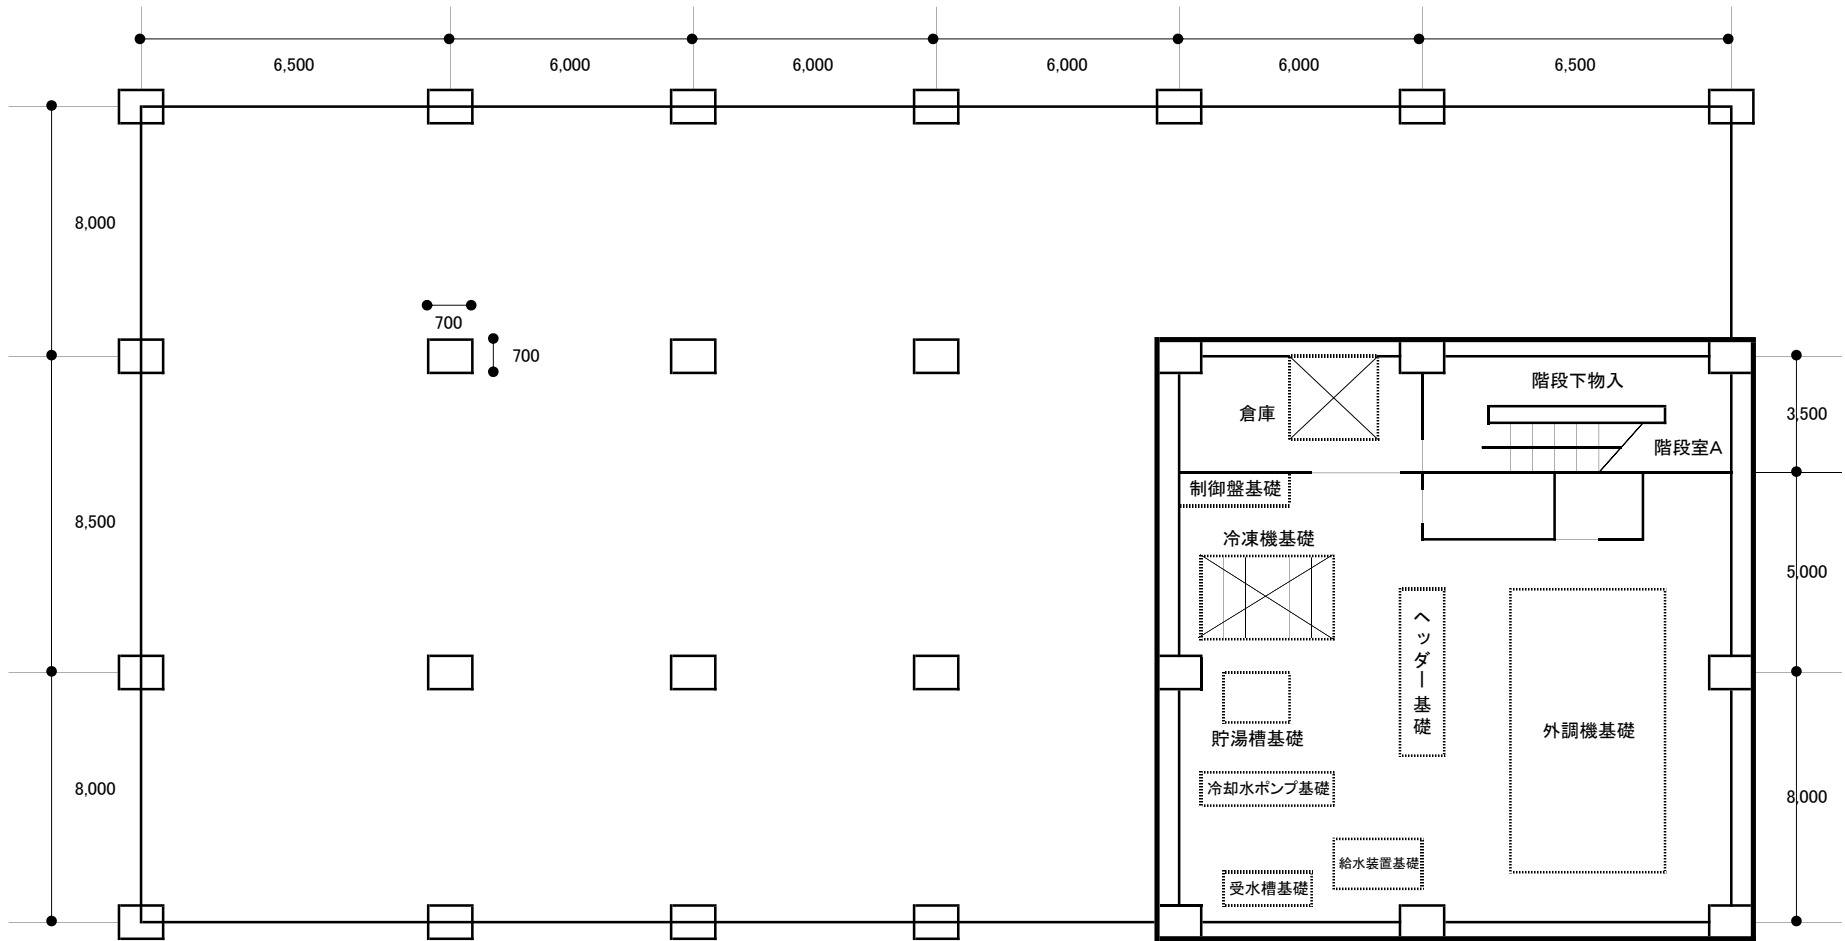 6,500
6,000
6,000
6,000
6,000
6,500
8,000
700
700
階段下物入
倉庫
3,500
階段室A
制御盤基礎
8,500
冷凍機基礎
5,000
ヘッダー基礎
外調機基礎
貯湯槽基礎
8,000
冷却水ポンプ基礎
8,000
給水装置基礎
受水槽基礎